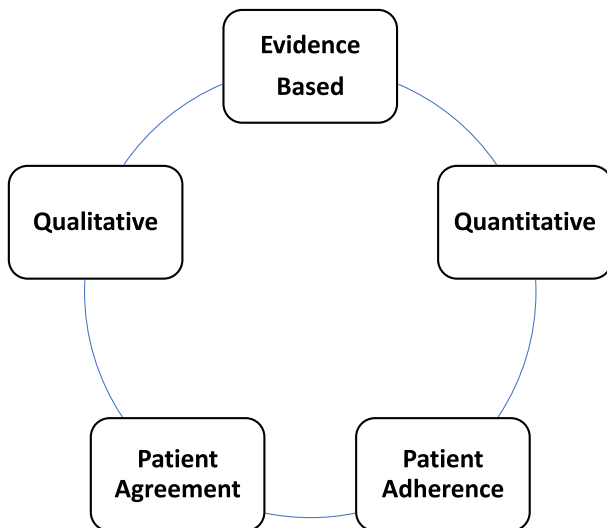 Evidence
Based
Qualitative
Quantitative
Patient
Agreement
Patient
Adherence